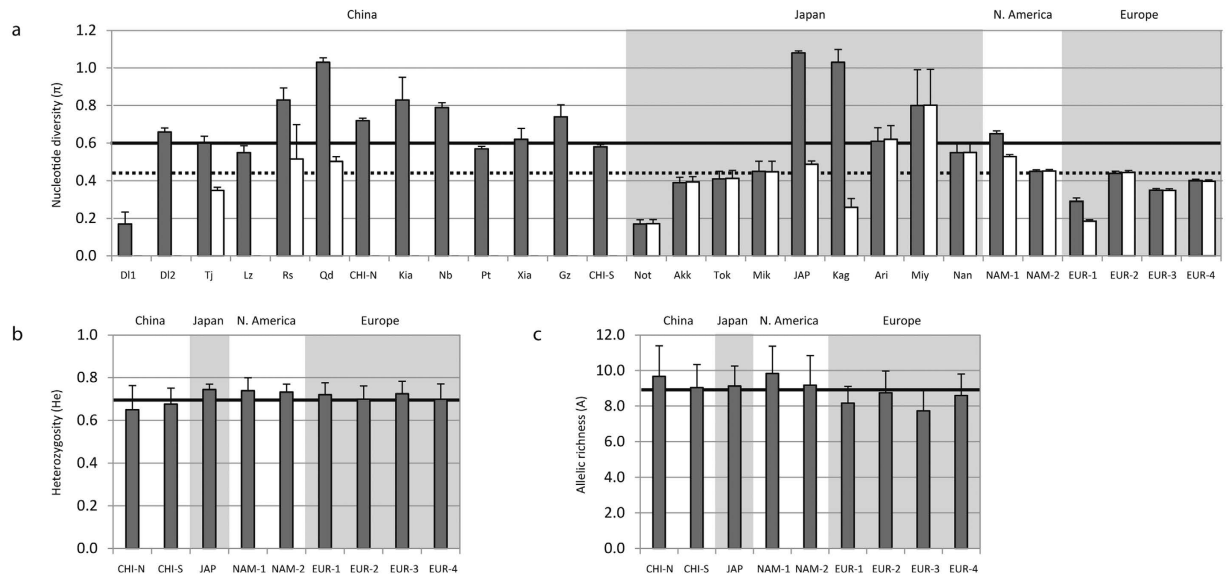 a
China Japan N. America Europe
Nucleotide diversity (π)
1.2
1.0
0.8
0.6
0.4
0.2
0.0
Dl1 Dl2 Tj Lz Rs Qd CHI-N Kia Nb Pt Xia Gz CHI-S Not Akk Tok Mik JAP Kag Ari Miy Nan NAM-1 NAM-2 EUR-1 EUR-2 EUR-3 EUR-4
b
China Japan N. America Europe
Heterozygosity (He)
1.0
0.8
0.6
0.4
0.2
0.0
CHI-N CHI-S JAP NAM-1 NAM-2 EUR-1 EUR-2 EUR-3 EUR-4
c
China Japan N. America Europe
Allelic richness (A)
12.0
10.0
8.0
6.0
4.0
2.0
0.0
CHI-N CHI-S JAP NAM-1 NAM-2 EUR-1 EUR-2 EUR-3 EUR-4